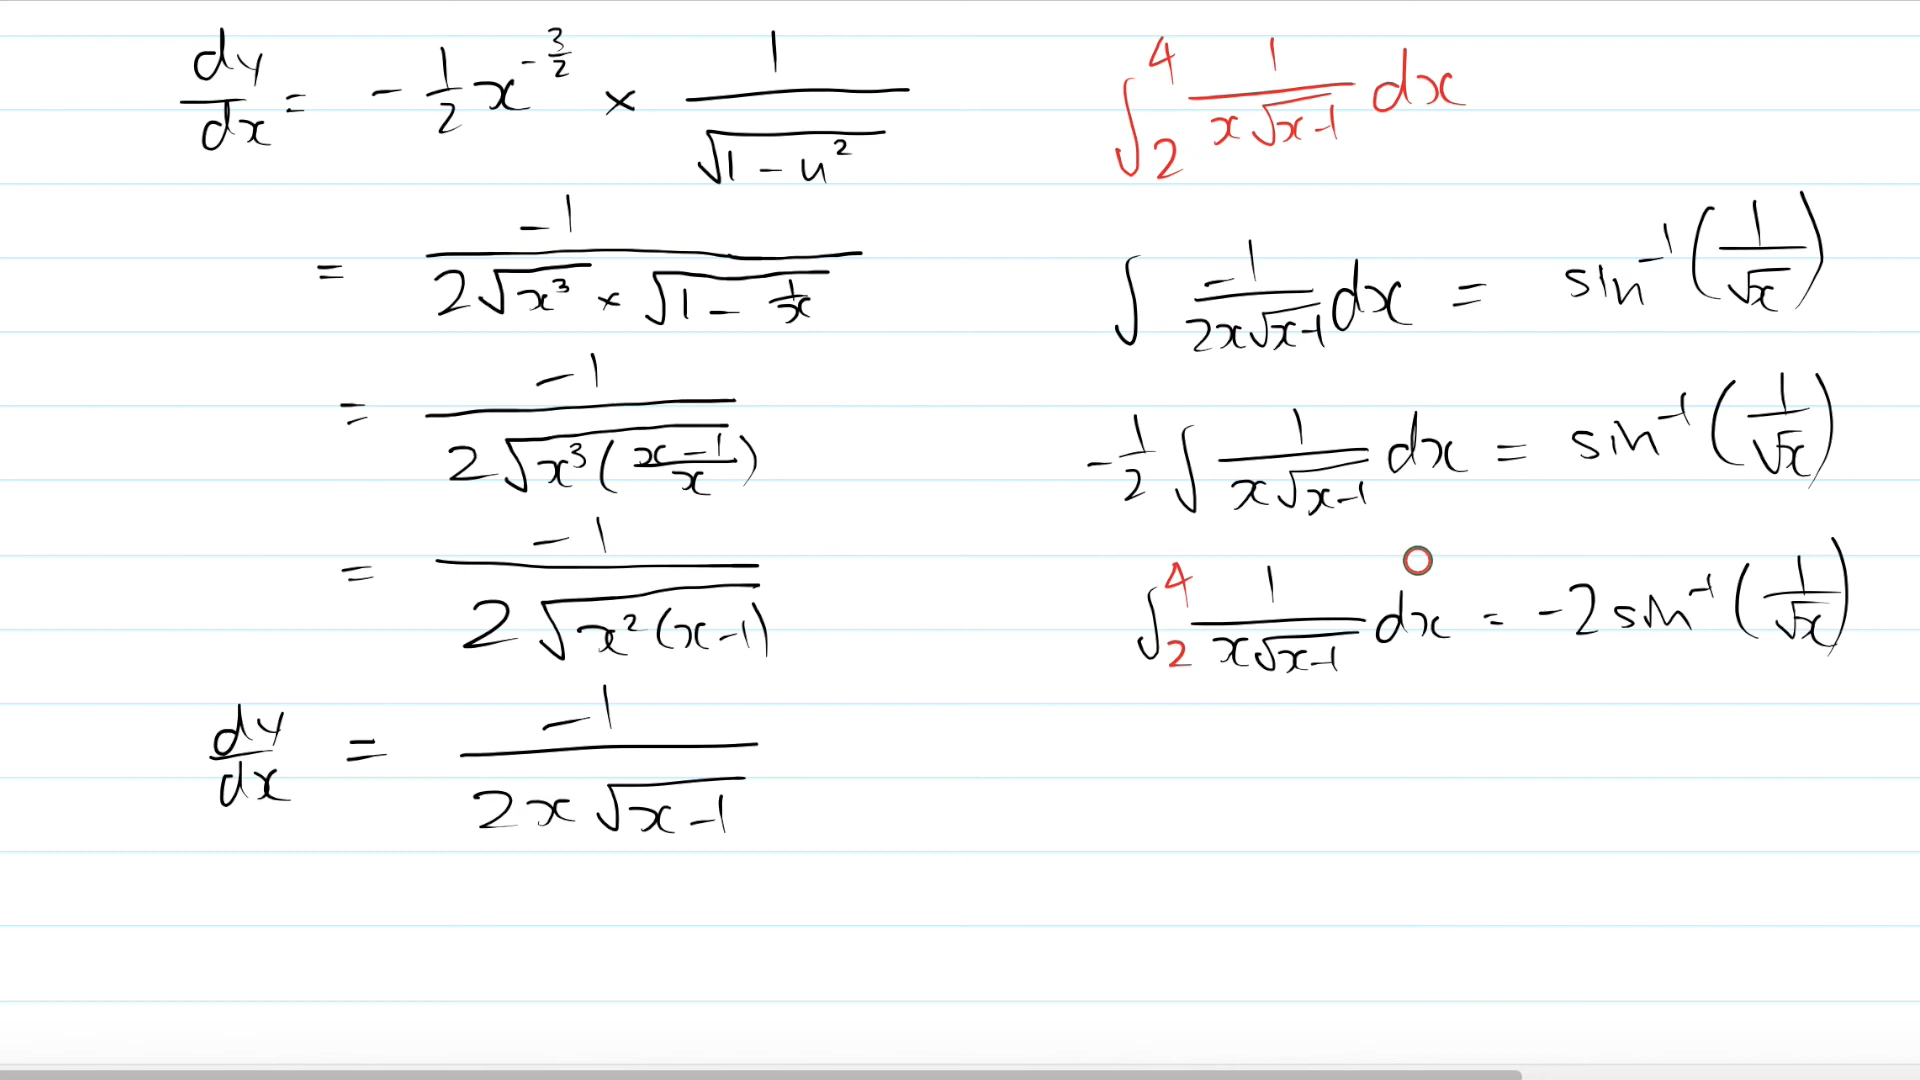 dy/dx = -1/2 x^(-3/2) × 1/√(1-u²)
= -1/(2√x³ × √(1 - 1/x))
= -1/(2√(x³((x-1)/x)))
= -1/(2√(x²(x-1)))
dy/dx = -1/(2x√(x-1))
∫₂⁴ 1/(x√(x-1)) dx
∫ -1/(2x√(x-1)) dx = sin⁻¹(1/√x)
-1/2 ∫ 1/(x√(x-1)) dx = sin⁻¹(1/√x)
∫₂⁴ 1/(x√(x-1)) dx = -2 sin⁻¹(1/√x)